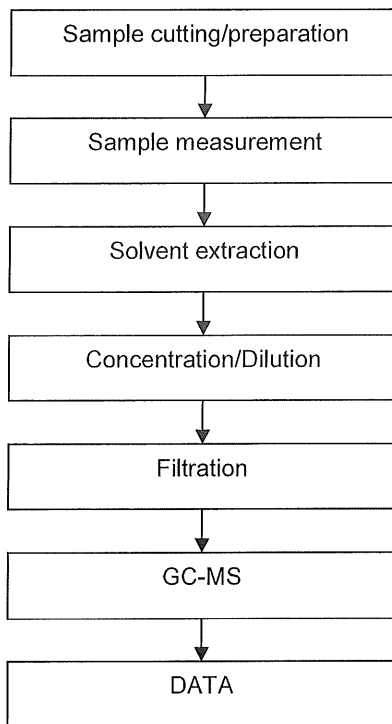 Sample cutting/preparation
Sample measurement
Solvent extraction
Concentration/Dilution
Filtration
GC-MS
DATA